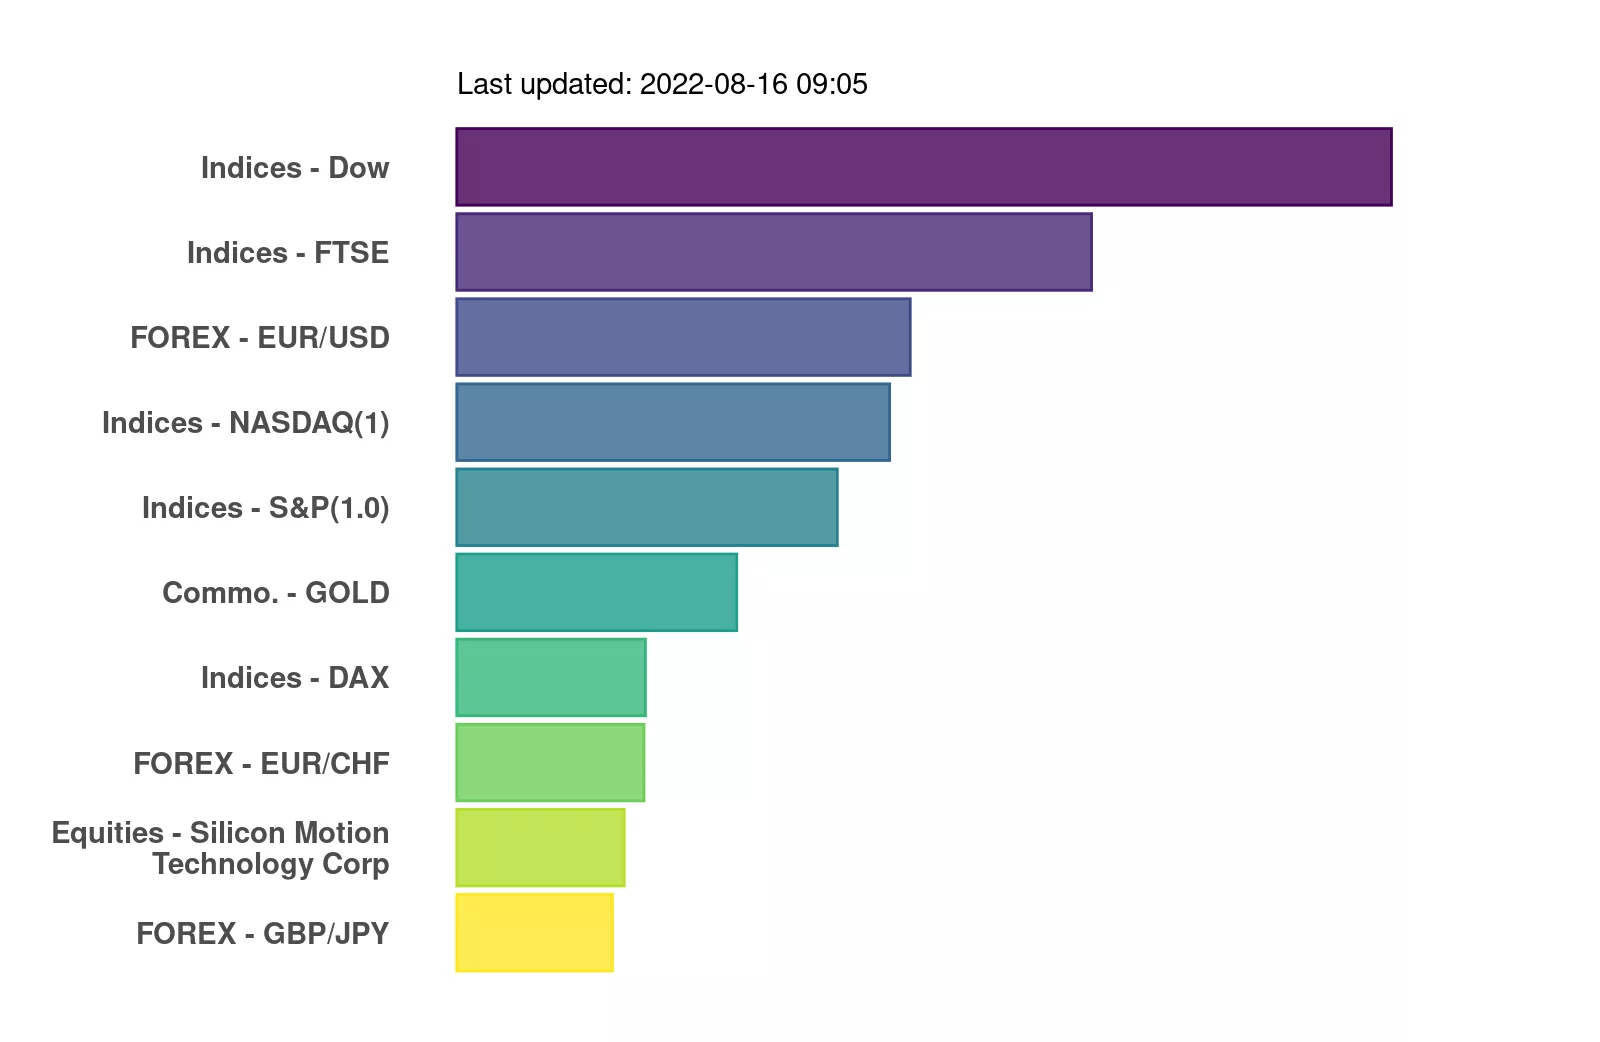 Last updated: 2022-08-16 09:05
Indices - Dow
Indices - FTSE
FOREX - EUR/USD
Indices - NASDAQ(1)
Indices - S&P(1.0)
Commo. - GOLD
Indices - DAX
FOREX - EUR/CHF
Equities - Silicon Motion
Technology Corp
FOREX - GBP/JPY